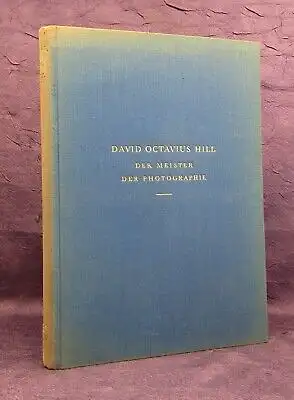 DAVID OCTAVIUS HILL
DER MEISTER
DER PHOTOGRAPHIE